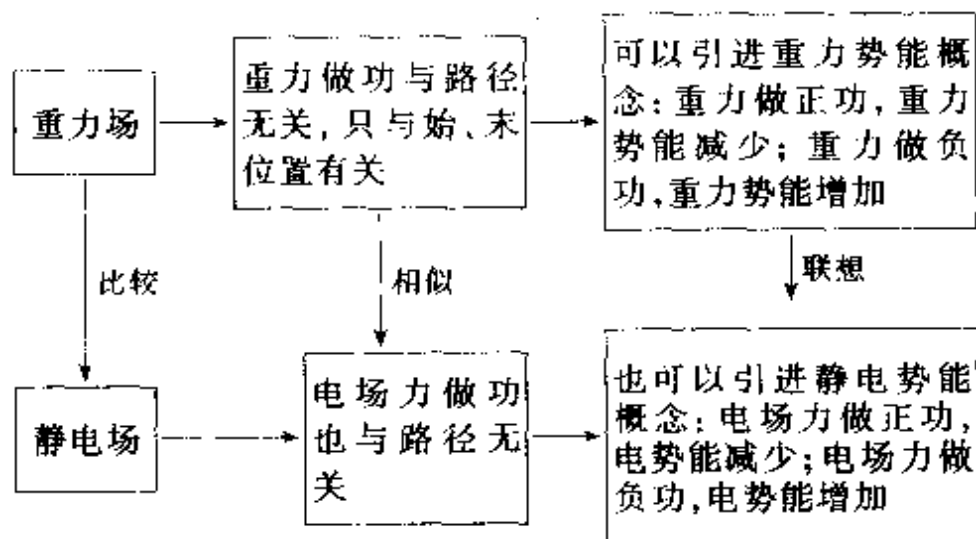 重力场
重力做功与路径
无关，只与始、末
位置有关
可以引进重力势能概
念：重力做正功，重力
势能减少；重力做负
功，重力势能增加
比较
相似
联想
静电场
电场力做功
也与路径无
关
也可以引进静电势能
概念：电场力做正功，
电势能减少；电场力做
负功，电势能增加